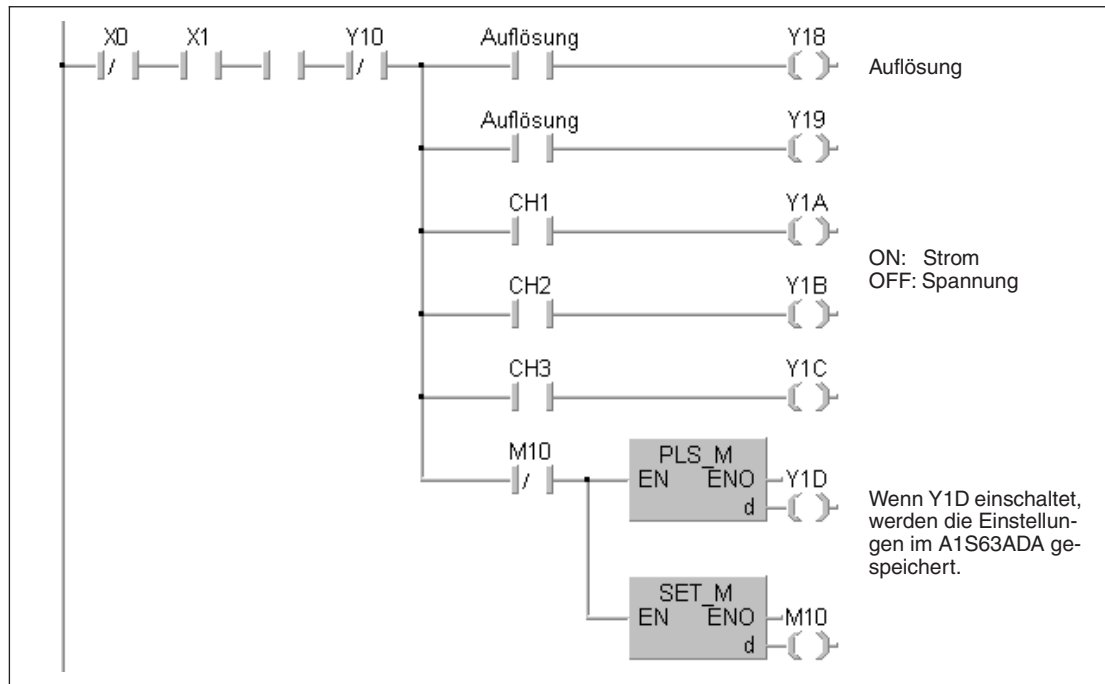 X0 X1 Y10 Auflösung Y18
Auflösung
Auflösung Y19
CH1 Y1A
ON: Strom
OFF: Spannung
CH2 Y1B
CH3 Y1C
M10
PLS_M
EN ENO Y1D
d
Wenn Y1D einschaltet,
werden die Einstellun-
gen im A1S63ADA ge-
speichert.
SET_M
EN ENO M10
d